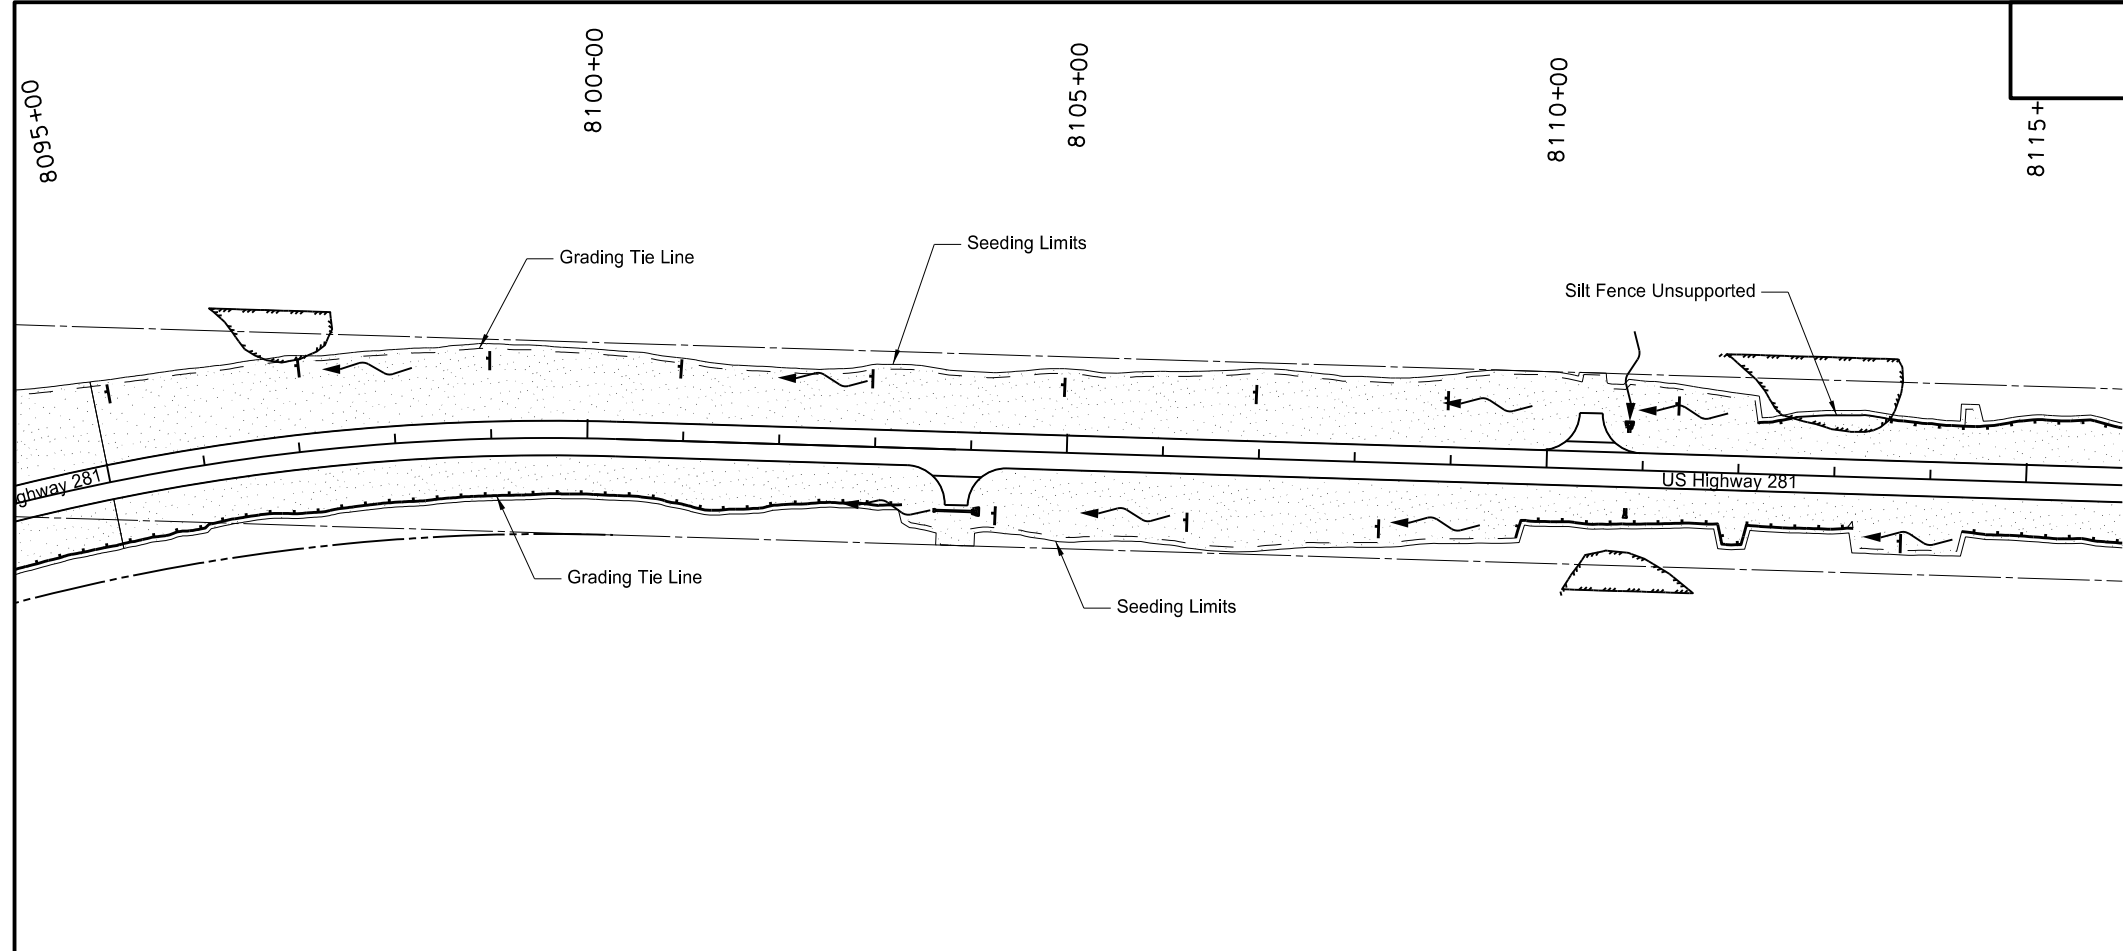 8095+00
8100+00
8105+00
8110+00
8115+
Seeding Limits
Grading Tie Line
Silt Fence Unsupported
ghway 281
US Highway 281
Grading Tie Line
Seeding Limits